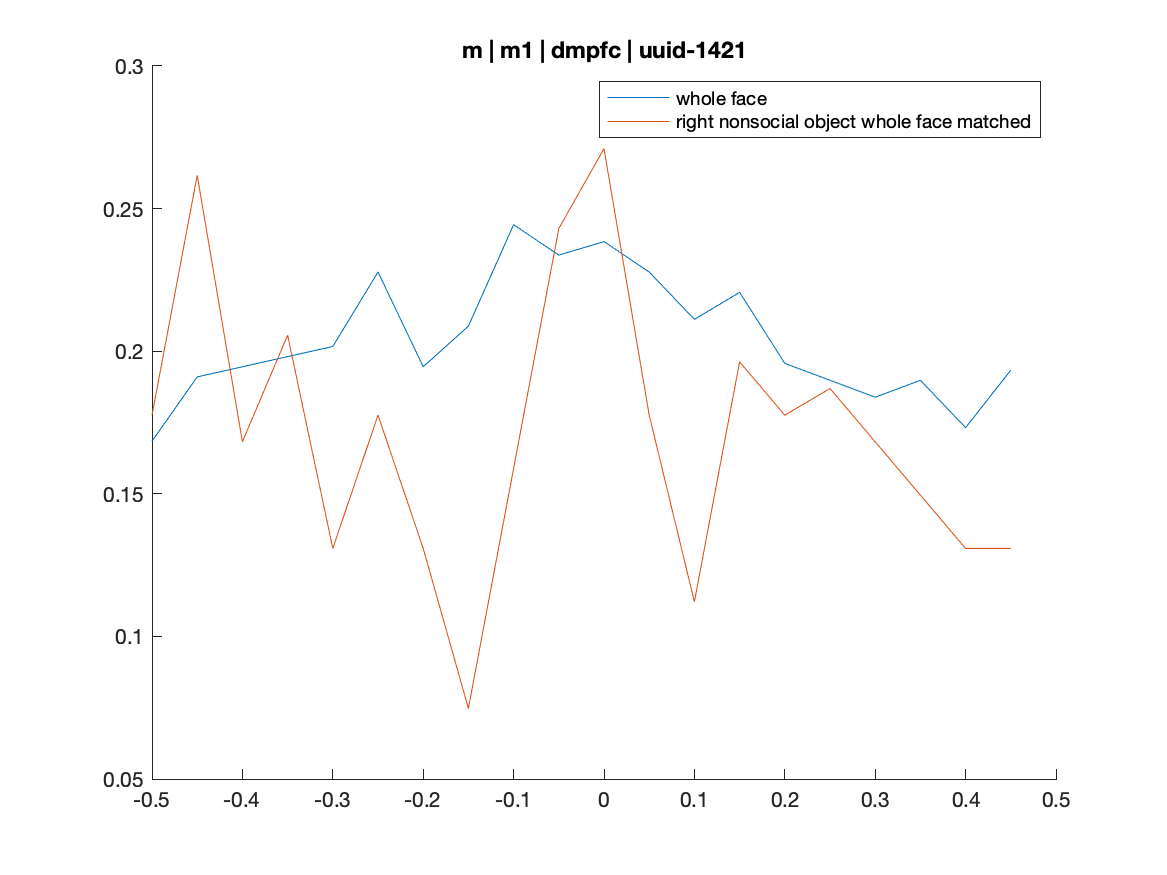 m | m1 | dmpfc | uuid-1421
whole face
right nonsocial object whole face matched
0.3
0.25
0.2
0.15
0.1
0.05
-0.5 -0.4 -0.3 -0.2 -0.1 0 0.1 0.2 0.3 0.4 0.5